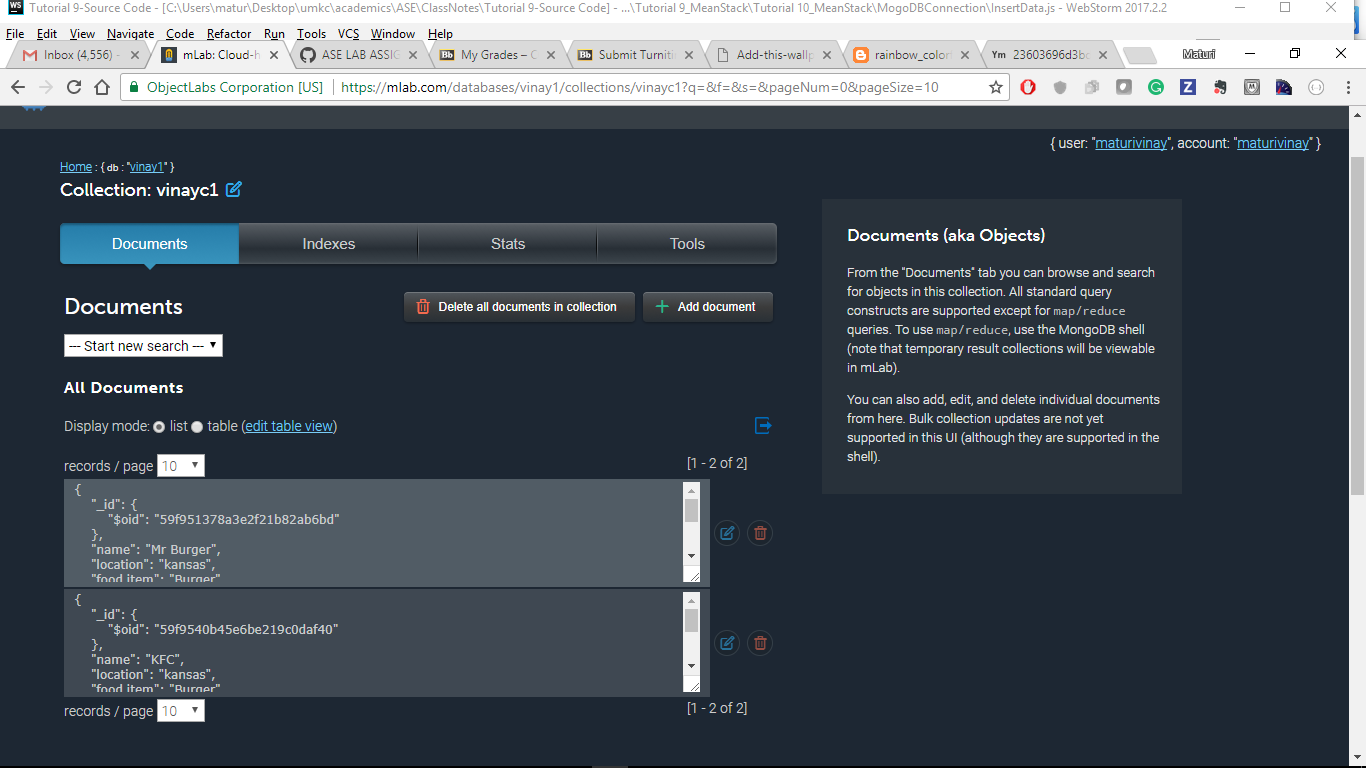 Tutorial 9-Source Code - [C:\Users\matur\Desktop\umkc\academics\ASE\ClassNotes\Tutorial 9-Source Code] - ...\Tutorial 9_MeanStack\Tutorial 10_MeanStack\MogoDBConnection\InsertData.js - WebStorm 2017.2.2
File Edit View Navigate Code Refactor Run Tools VCS Window Help
Inbox (4,556) - mLab: Cloud-h ASE LAB ASSIG My Grades – C Submit Turnitin Add-this-wallp rainbow_color 23603696d3bc Maturi
ObjectLabs Corporation [US] https://mlab.com/databases/vinay1/collections/vinayc1?q=&f=&s=&pageNum=0&pageSize=10
{ user: "maturivinay", account: "maturivinay" }
Home : { db : "vinay1" }
Collection: vinayc1
Documents Indexes Stats Tools
Documents
Delete all documents in collection
+ Add document
--- Start new search ---
All Documents
Display mode: list table (edit table view)
records / page 10 [1 - 2 of 2]
{
"_id": {
"$oid": "59f951378a3e2f21b82ab6bd"
},
"name": "Mr Burger",
"location": "kansas",
"food item": "Burger"
{
"_id": {
"$oid": "59f9540b45e6be219c0daf40"
},
"name": "KFC",
"location": "kansas",
"food item": "Burger"
records / page 10 [1 - 2 of 2]
Documents (aka Objects)
From the "Documents" tab you can browse and search
for objects in this collection. All standard query
constructs are supported except for map/reduce
queries. To use map/reduce, use the MongoDB shell
(note that temporary result collections will be viewable
in mLab).
You can also add, edit, and delete individual documents
from here. Bulk collection updates are not yet
supported in this UI (although they are supported in the
shell).